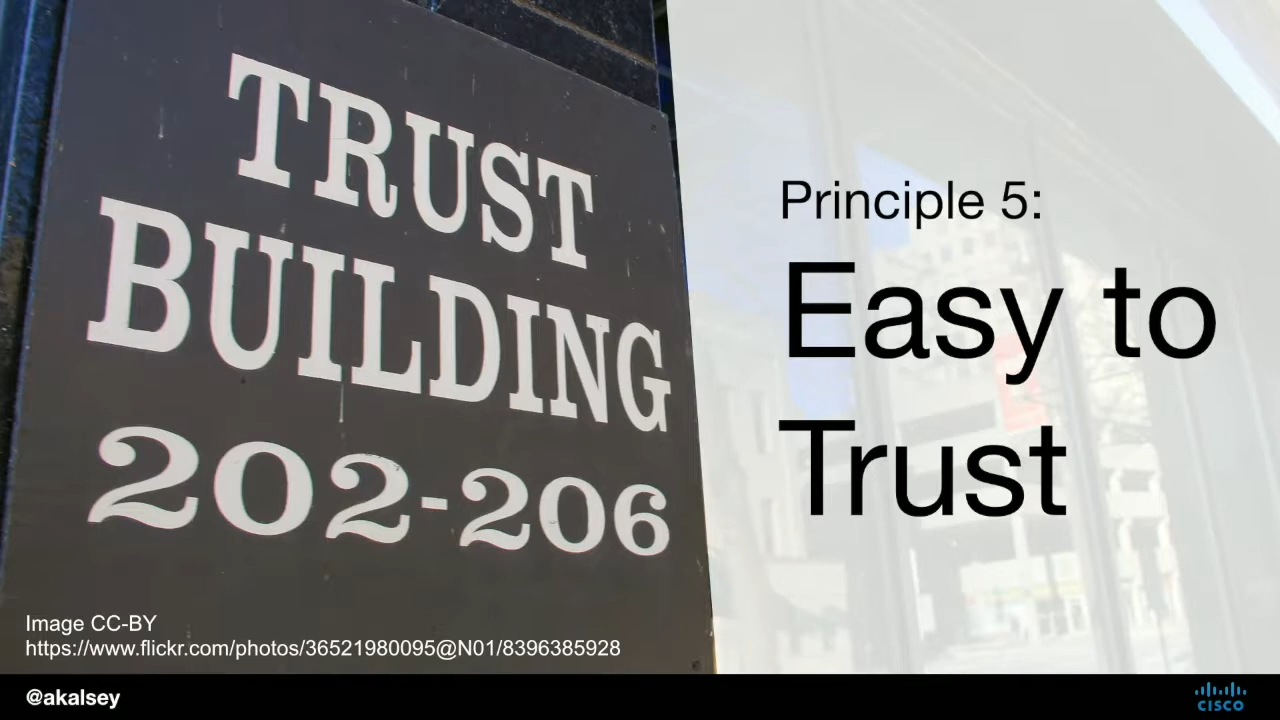 TRUST
BUILDING
202-206
Principle 5:
Easy to
Trust
Image CC-BY
https://www.flickr.com/photos/36521980095@N01/8396385928
@akalsey
CISCO